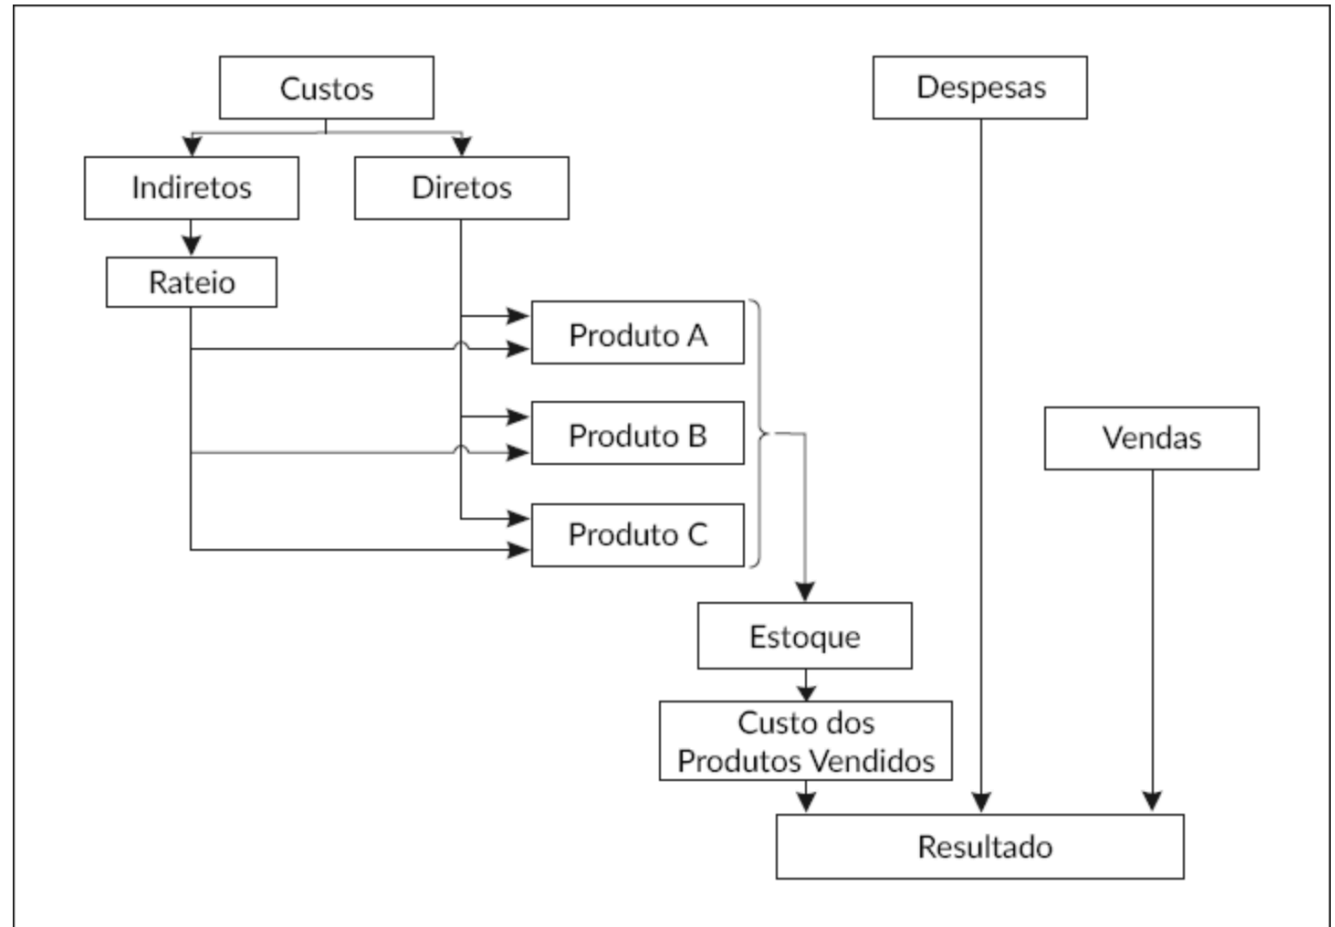 Custos
Despesas
Indiretos
Diretos
Rateio
Produto A
Produto B
Vendas
Produto C
Estoque
Custo dos
Produtos Vendidos
Resultado